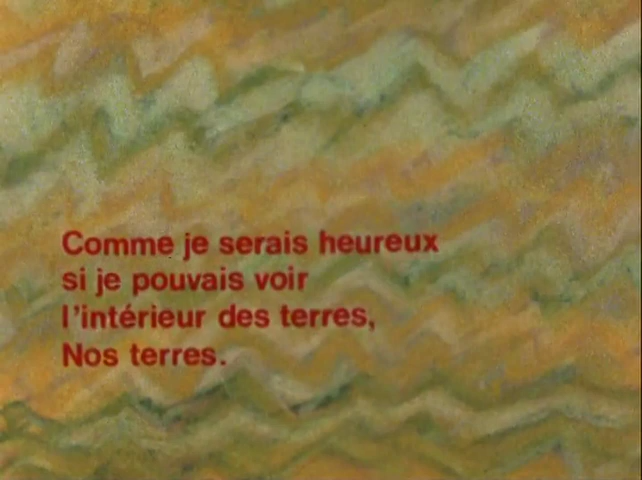 Comme je serais heureux
si je pouvais voir
l'intérieur des terres,
Nos terres.